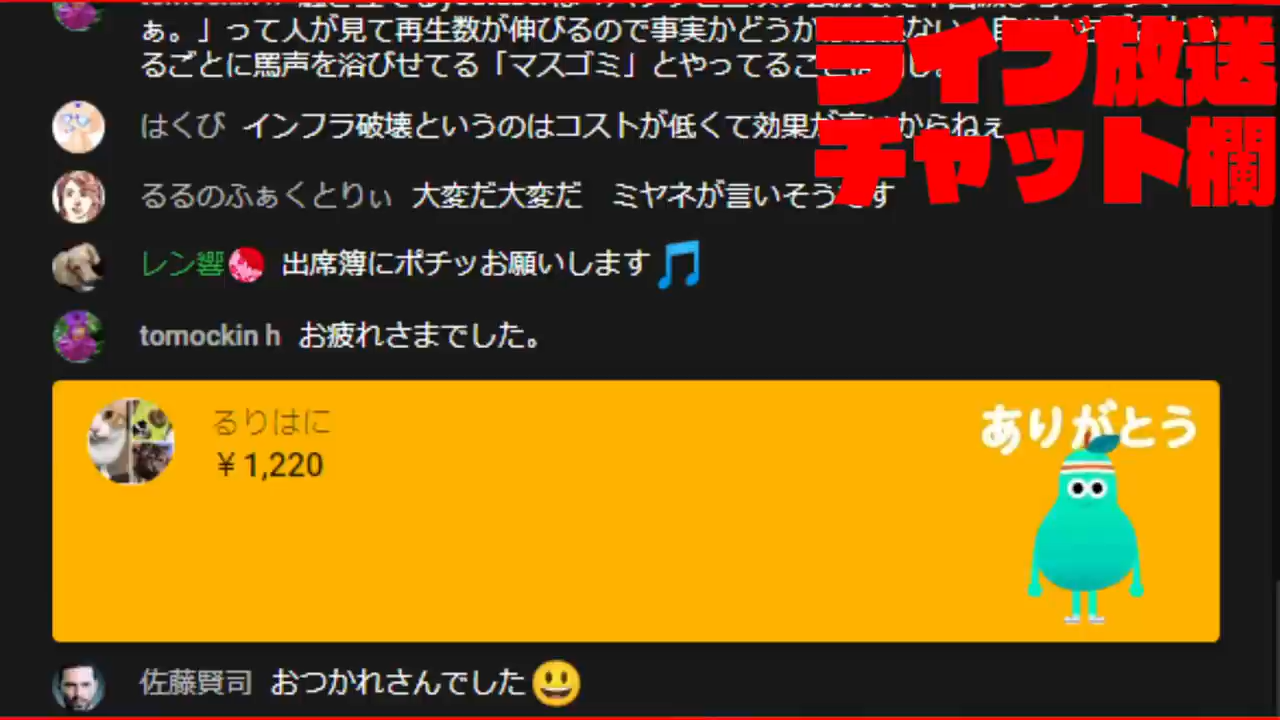 ぁ。」って人が見て再生数が伸びるので事実かどうか
るごとに罵声を浴びせてる「マスゴミ」とやってるこ
ライブ放送
チャット欄
はくび インフラ破壊というのはコストが低くて効果が高いからねぇ
るるのふぁくとりぃ 大変だ大変だ ミヤネが言いそうです
レン響 出席簿にポチッお願いします🎵
tomockin h お疲れさまでした。
るりはに
¥1,220
ありがとう
佐藤賢司 おつかれさんでした😃